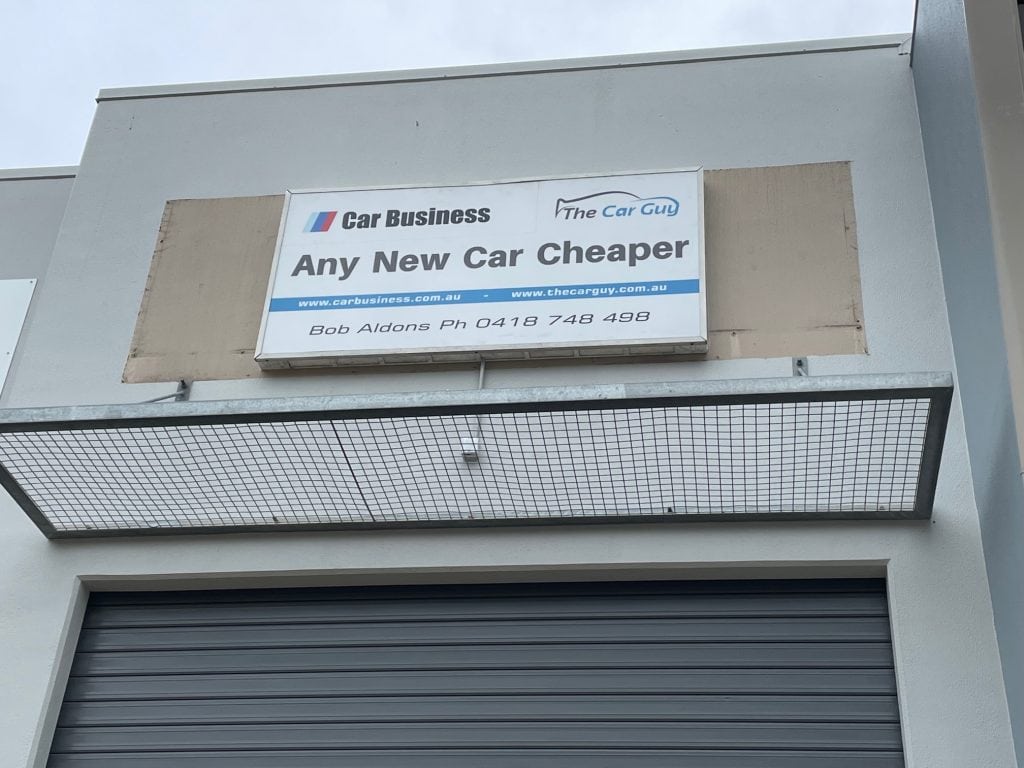 Car Business
The Car Guy
Any New Car Cheaper
www.carbusiness.com.au - www.thecarguy.com.au
Bob Aldons Ph 0418 748 498